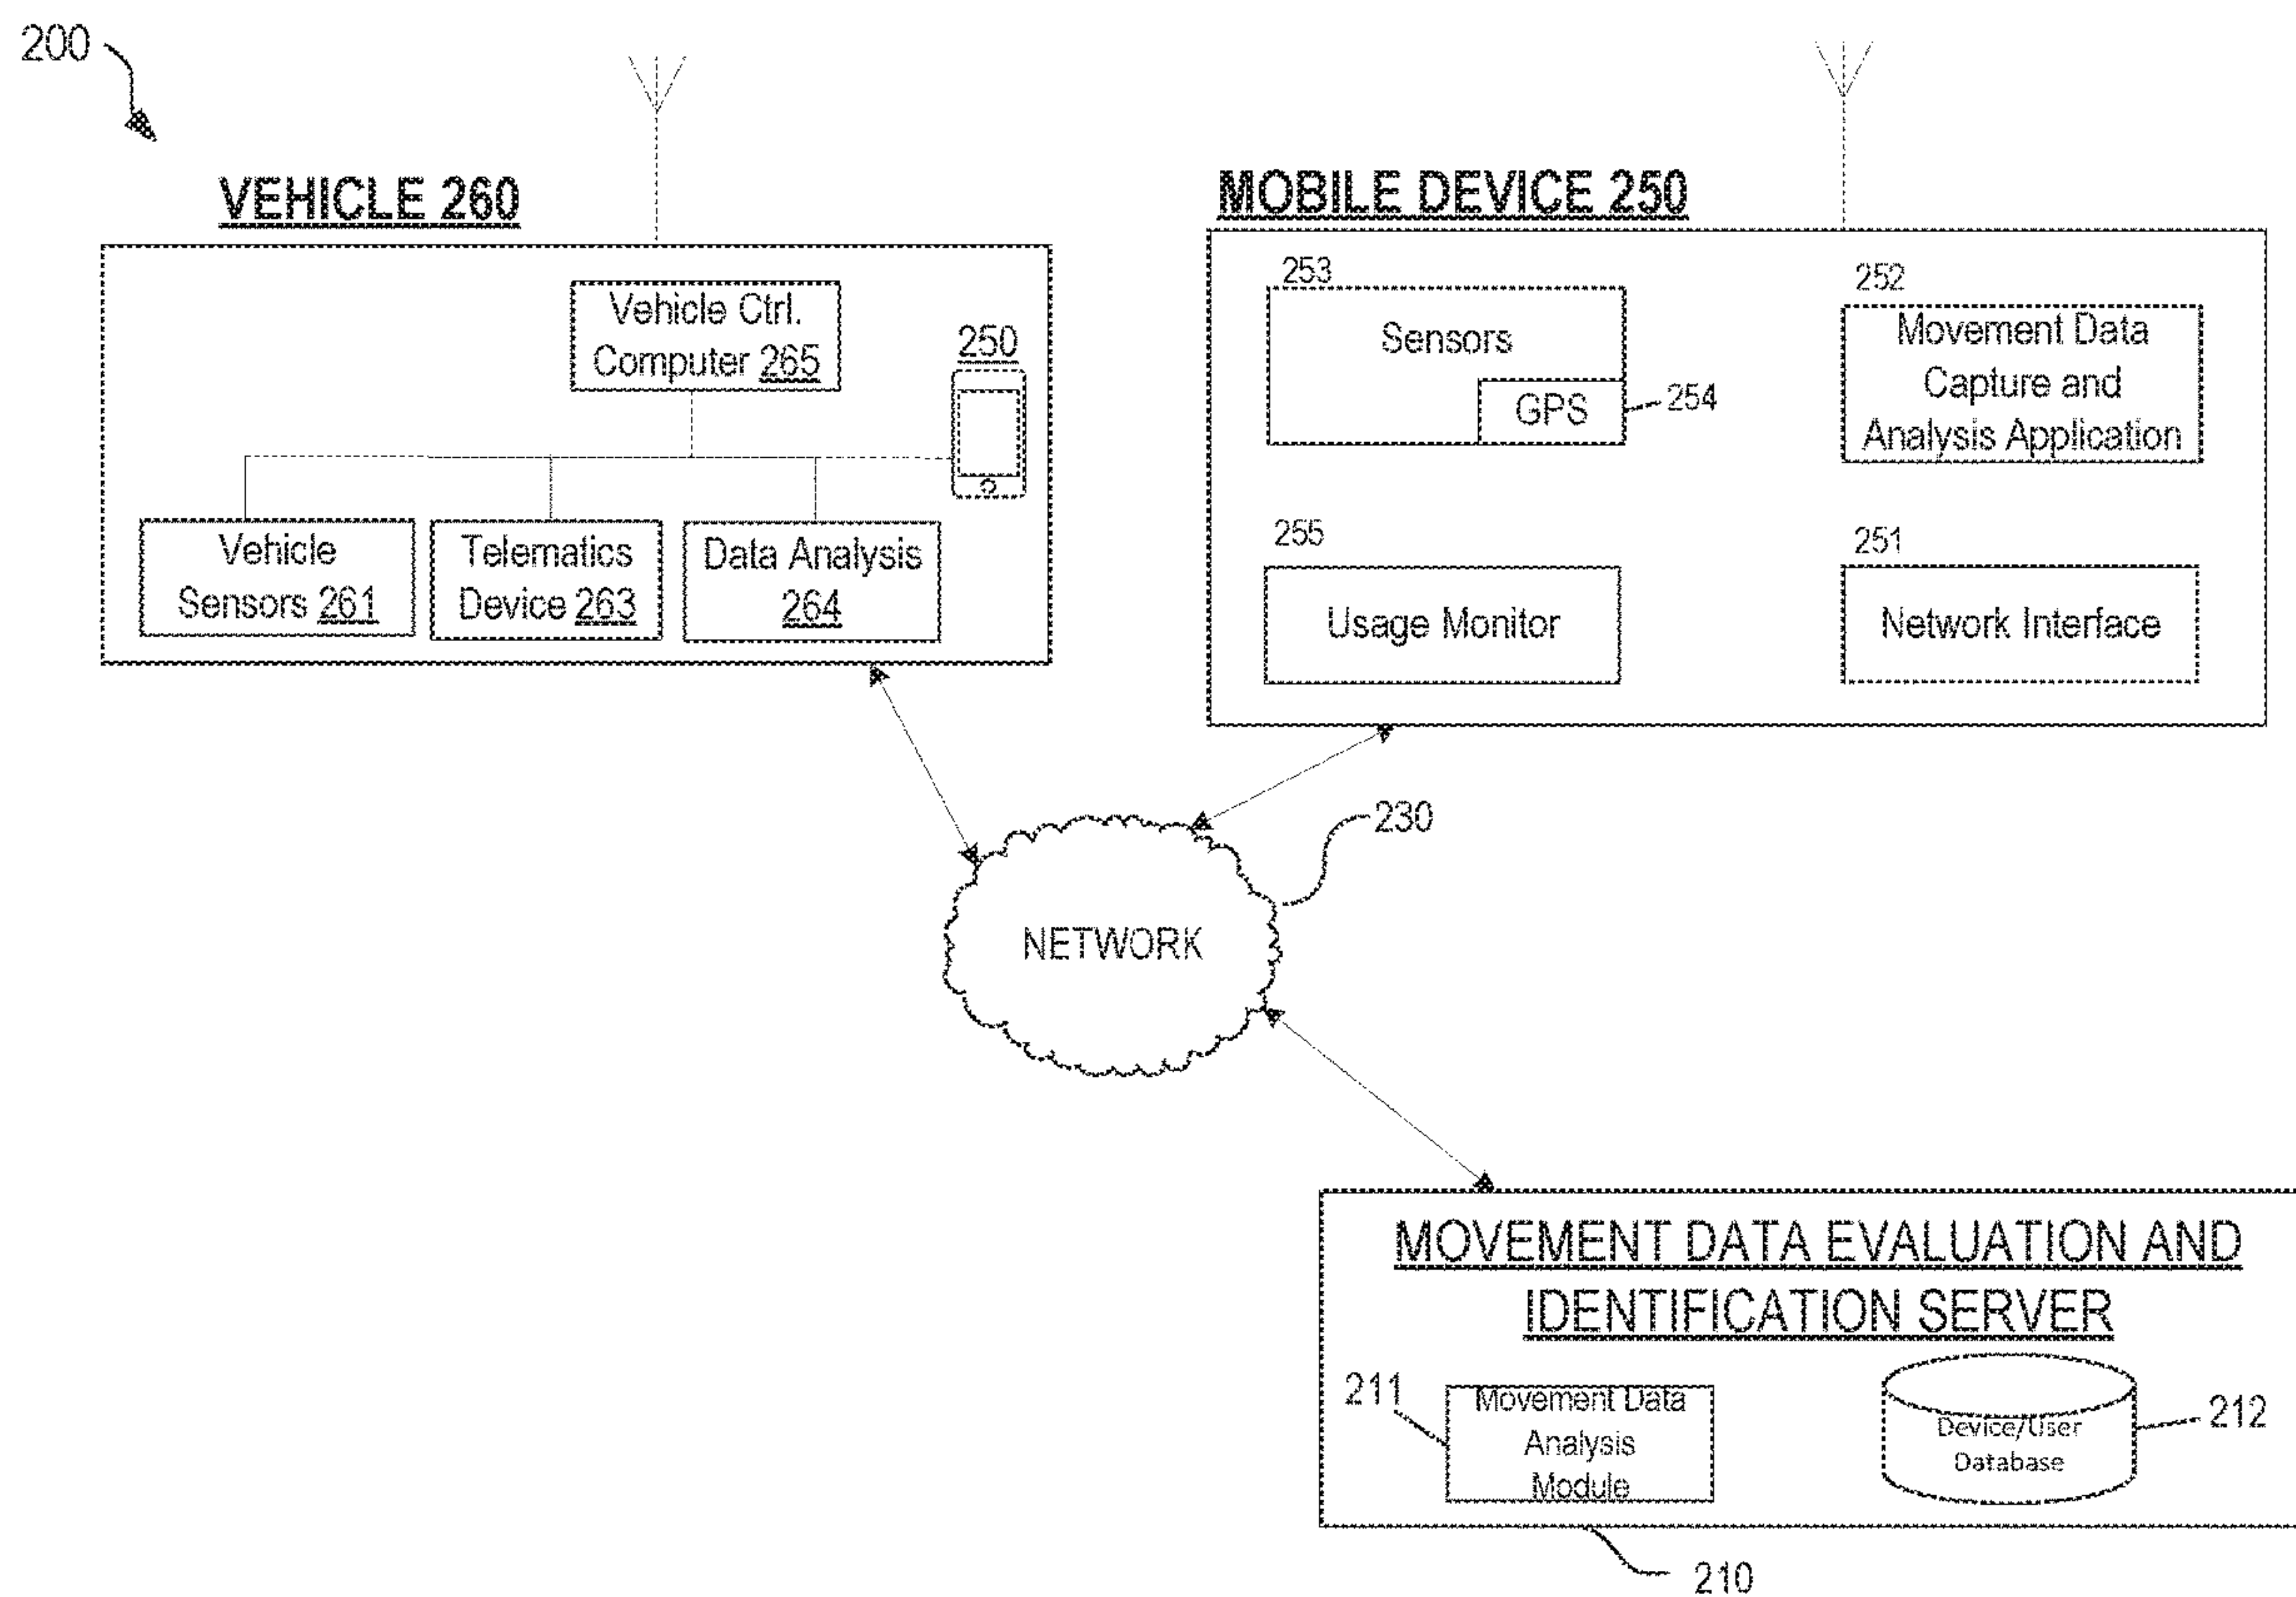 200
VEHICLE 260
Vehicle Ctrl.
Computer 265
250
Vehicle
Sensors 261
Telematics
Device 263
Data Analysis
264
MOBILE DEVICE 250
253
Sensors
GPS
254
252
Movement Data
Capture and
Analysis Application
255
Usage Monitor
251
Network Interface
230
NETWORK
MOVEMENT DATA EVALUATION AND
IDENTIFICATION SERVER
211
Movement Data
Analysis
Module
Device/User
Database
212
210